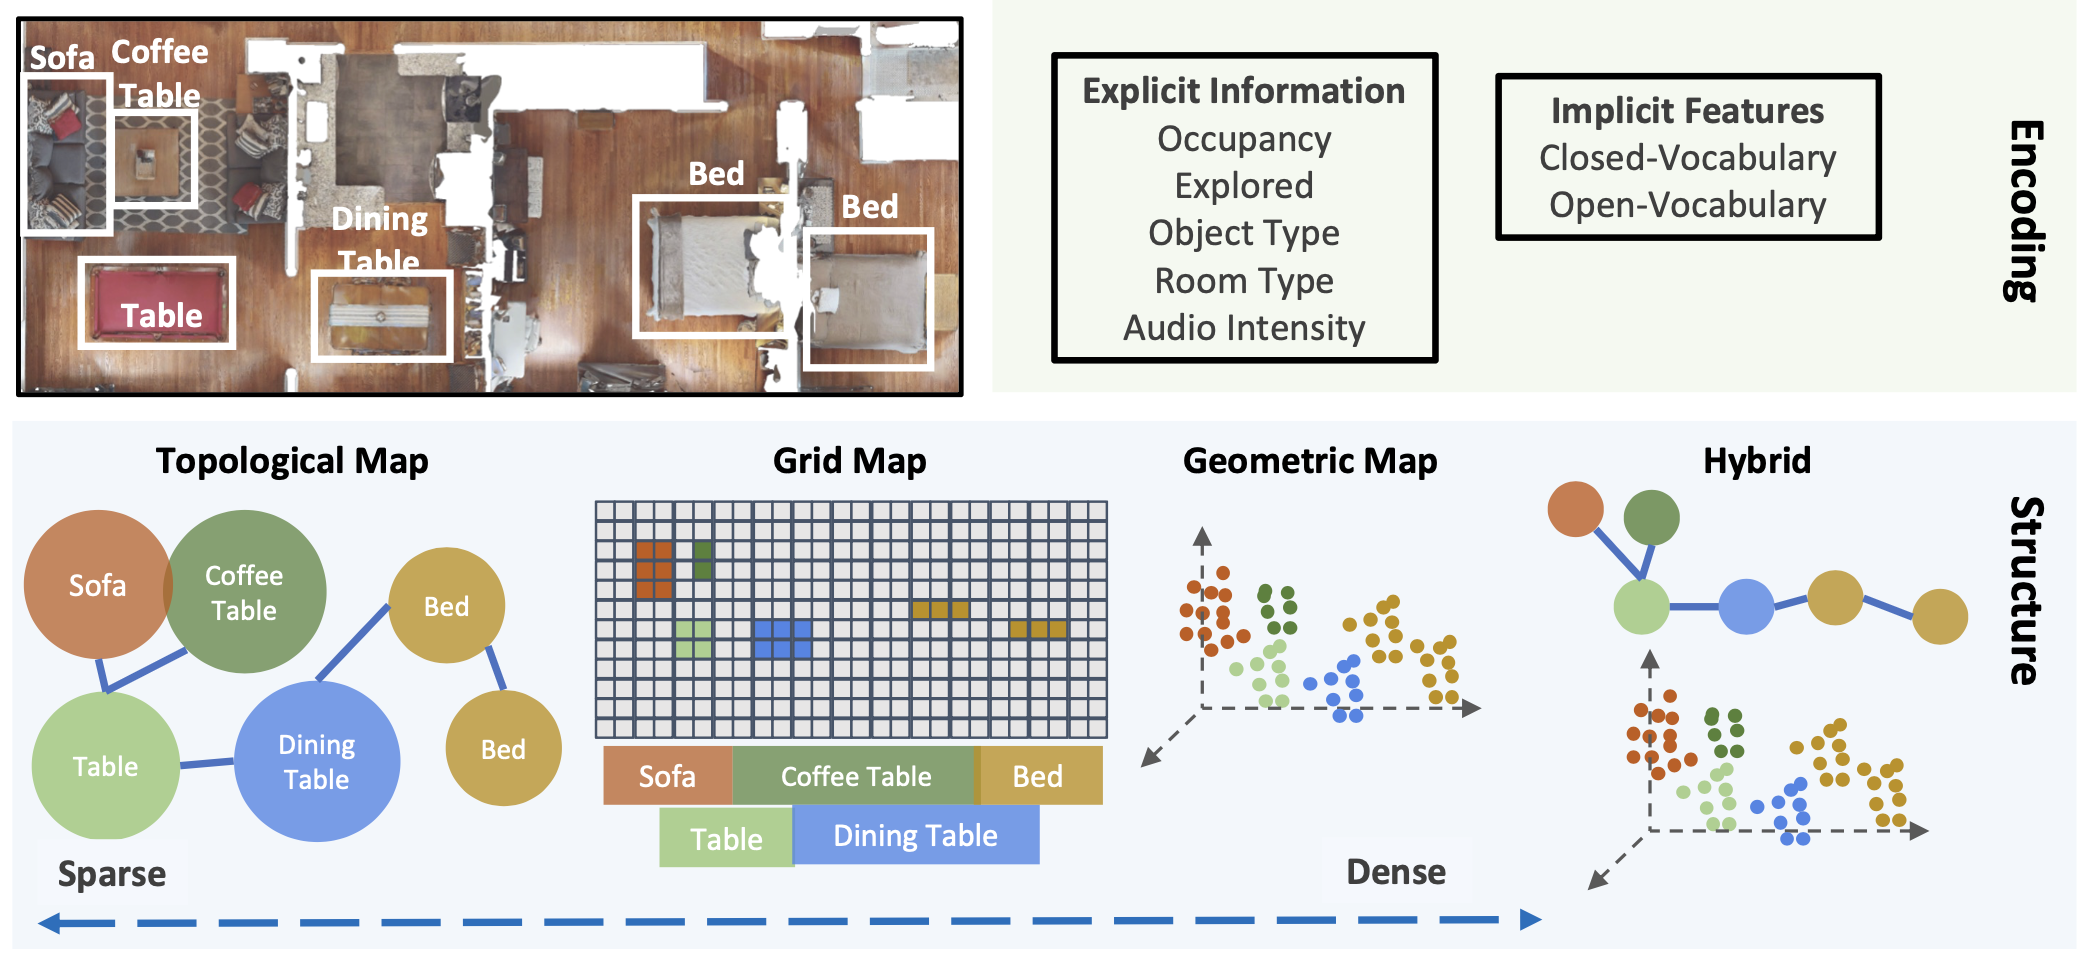 Sofa
Coffee
Table
Bed
Bed
Dining
Table
Table
Explicit Information
Occupancy
Explored
Object Type
Room Type
Audio Intensity
Implicit Features
Closed-Vocabulary
Open-Vocabulary
Encoding
Topological Map
Sofa
Coffee
Table
Bed
Table
Dining
Table
Bed
Grid Map
Sofa
Coffee Table
Bed
Table
Dining Table
Geometric Map
Hybrid
Structure
Sparse
Dense